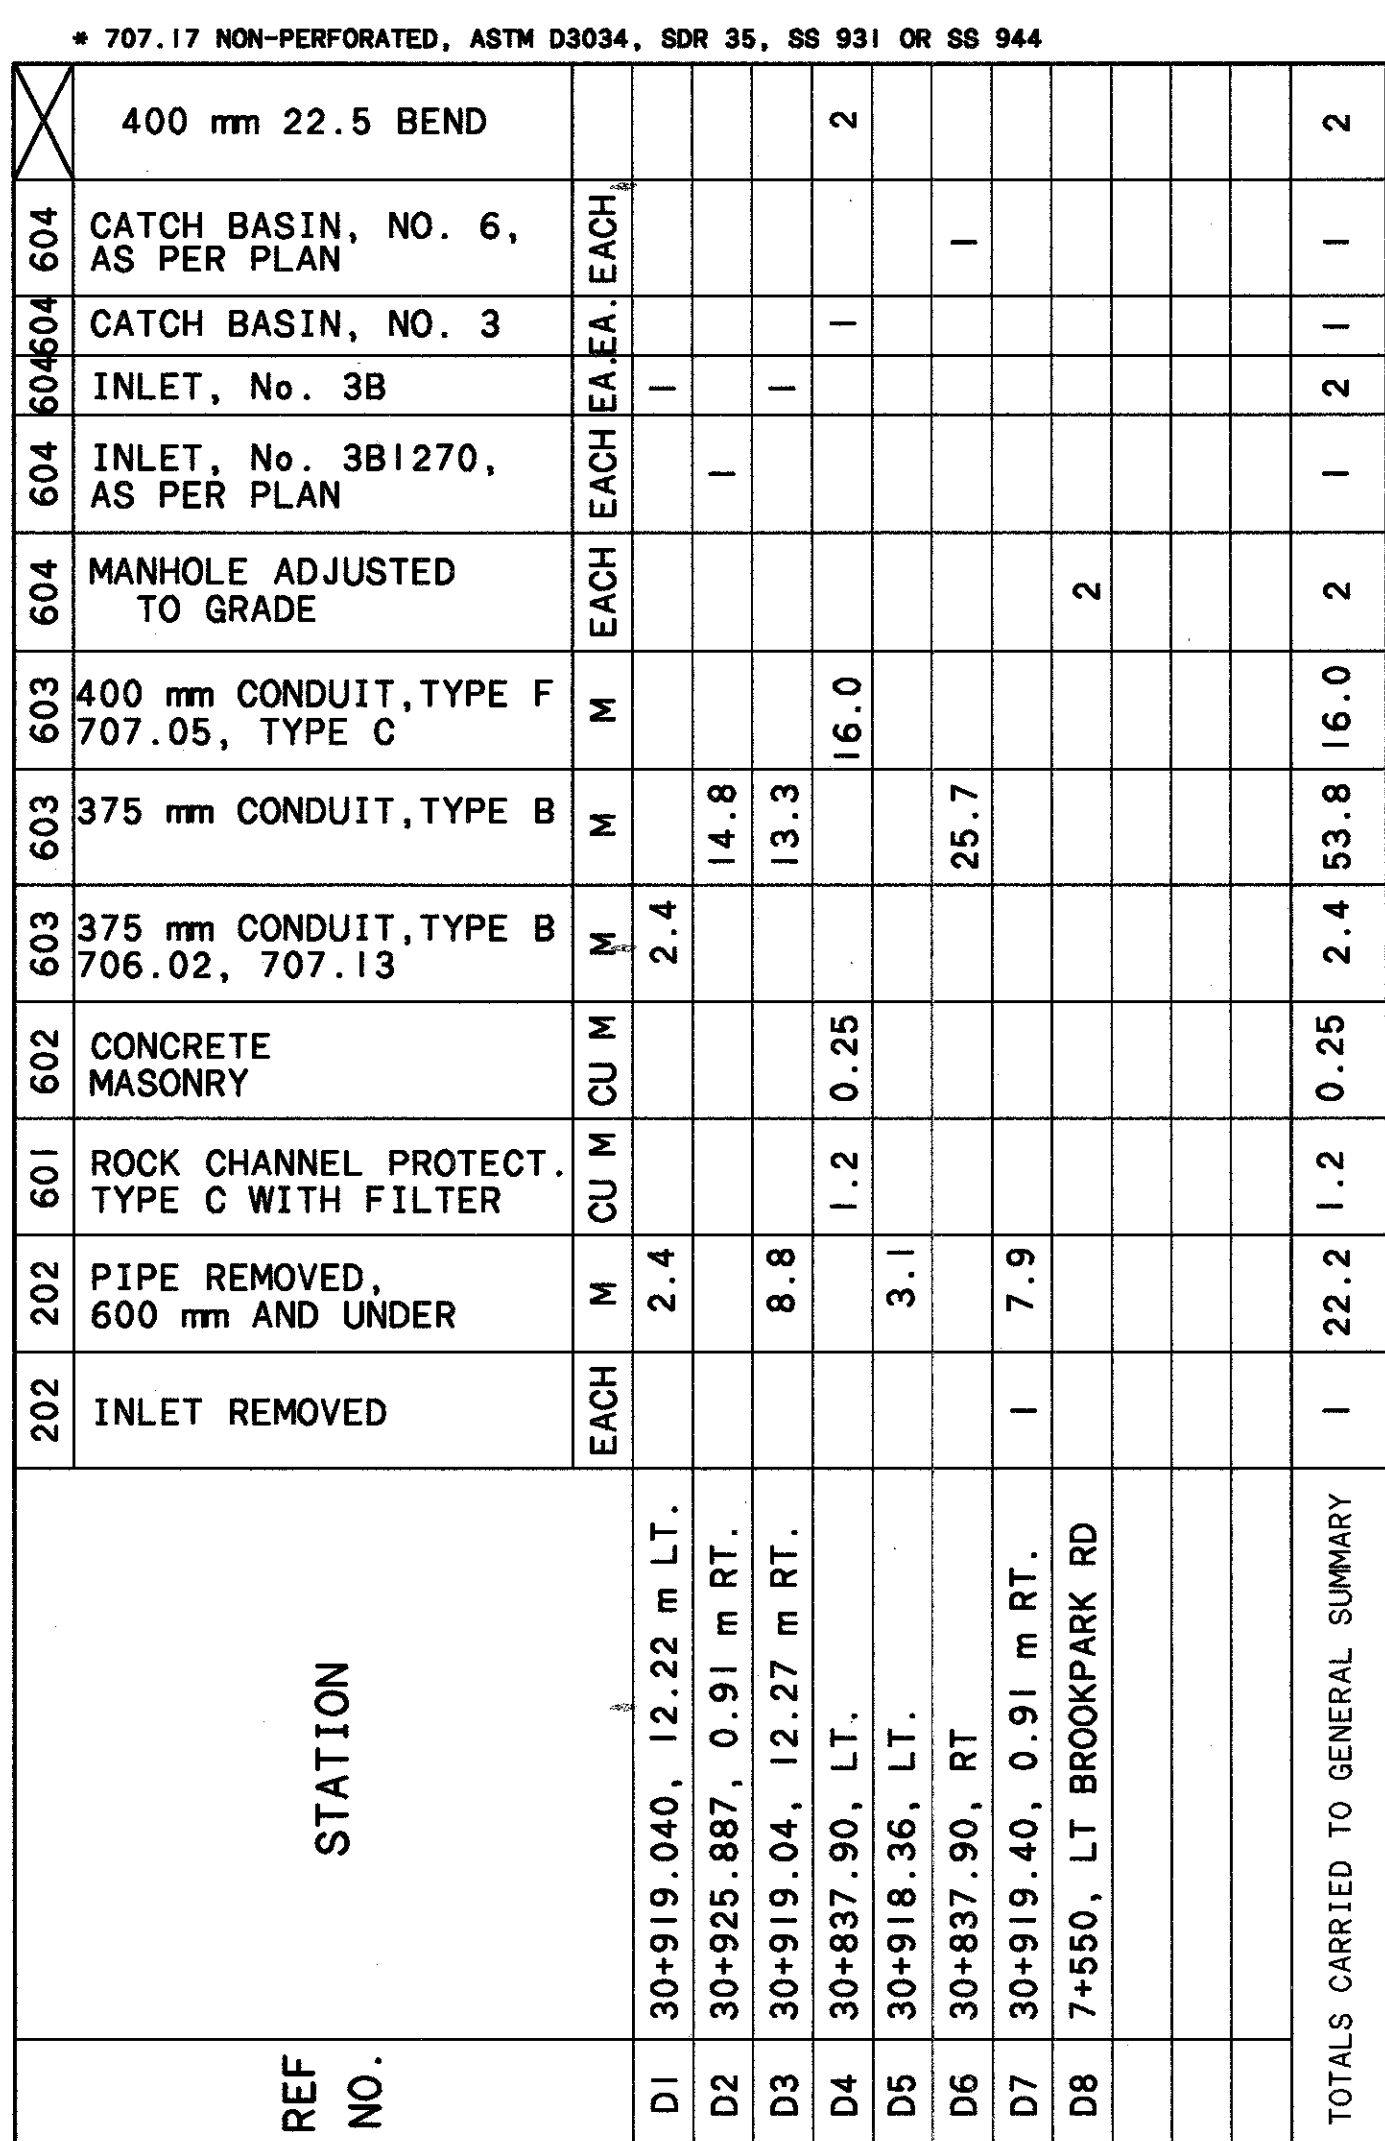 * 707.17 NON-PERFORATED, ASTM D3034, SDR 35, SS 931 OR SS 944
400 mm 22.5 BEND 2 2
604 CATCH BASIN, NO. 6, EACH 1 1
AS PER PLAN
604 CATCH BASIN, NO. 3 EA. 1 1
604 INLET, No. 3B EA. 1 1 2
604 INLET, No. 3B1270, EACH 1 1
AS PER PLAN
604 MANHOLE ADJUSTED EACH 2 2
TO GRADE
603 400 mm CONDUIT,TYPE F M 16.0 16.0
707.05, TYPE C
603 375 mm CONDUIT,TYPE B M 14.8 13.3 25.7 53.8
603 375 mm CONDUIT,TYPE B M 2.4 2.4
706.02, 707.13
602 CONCRETE CU M 0.25 0.25
MASONRY
601 ROCK CHANNEL PROTECT. CU M 1.2 1.2
TYPE C WITH FILTER
202 PIPE REMOVED, M 2.4 8.8 3.1 7.9 22.2
600 mm AND UNDER
202 INLET REMOVED EACH 1 1
STATION
30+919.040, 12.22 m LT.
30+925.887, 0.91 m RT.
30+919.04, 12.27 m RT.
30+837.90, LT.
30+918.36, LT.
30+837.90, RT
30+919.40, 0.91 m RT.
7+550, LT BROOKPARK RD
TOTALS CARRIED TO GENERAL SUMMARY
REF
NO.
D1
D2
D3
D4
D5
D6
D7
D8